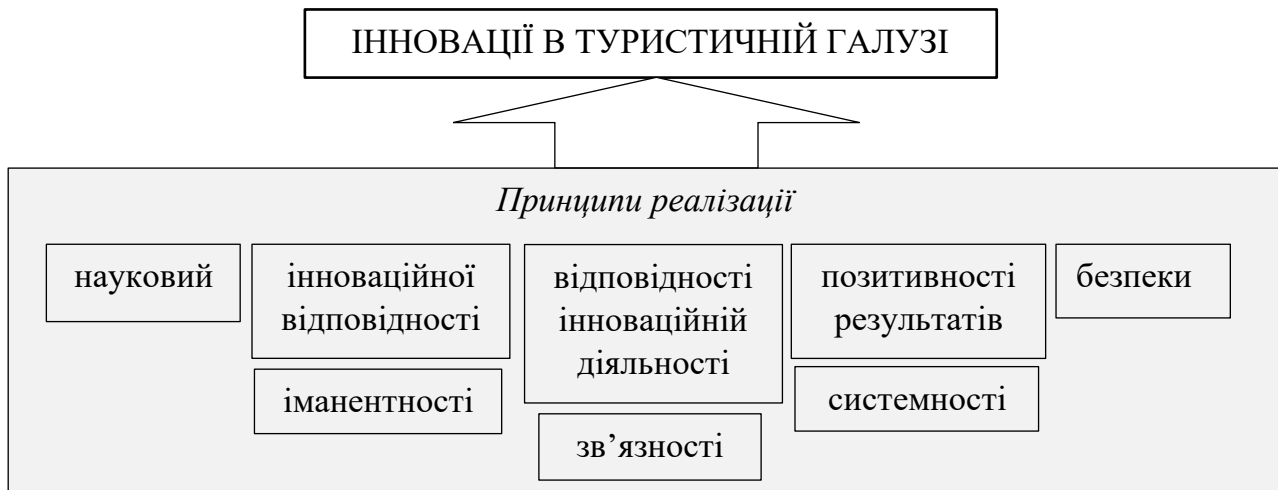 ІННОВАЦІЇ В ТУРИСТИЧНІЙ ГАЛУЗІ
Принципи реалізації
науковий
інноваційної
відповідності
відповідності
інноваційній
діяльності
позитивності
результатів
безпеки
іманентності
зв’язності
системності